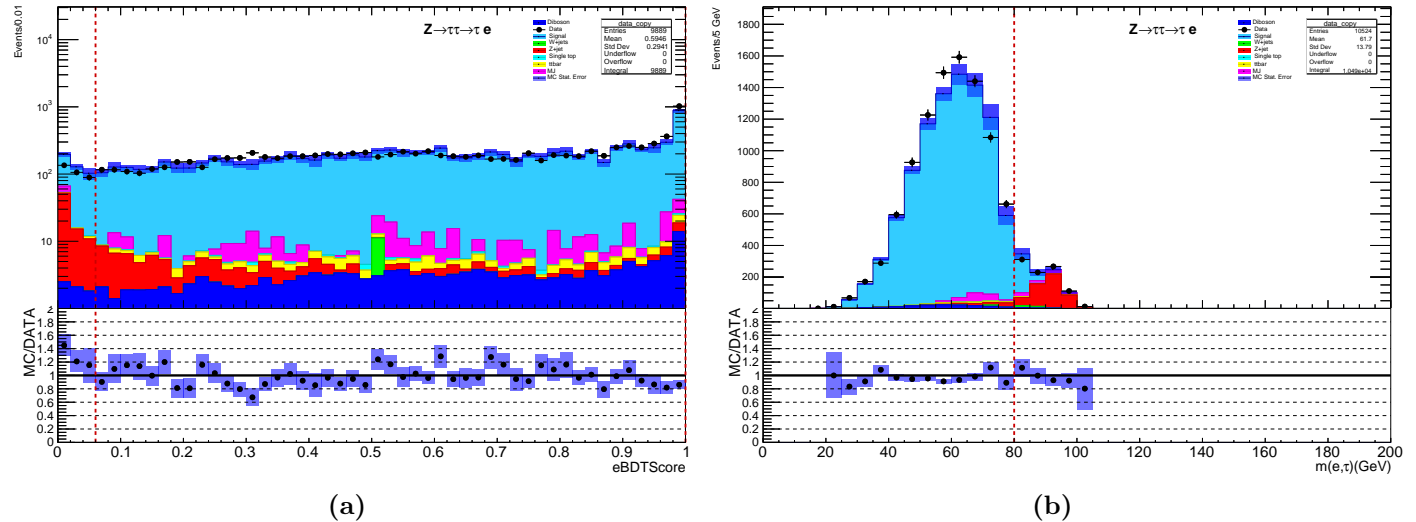 Events/0.01
10⁴
10³
10²
10
Z→ττ→τ e
Diboson
Data
Signal
W+jets
Z+jet
Single top
ttbar
MJ
MC Stat. Error
data_copy
Entries 9889
Mean 0.5946
Std Dev 0.2941
Underflow 0
Overflow 0
Integral 9889
MC/DATA
2
1.8
1.6
1.4
1.2
1
0.8
0.6
0.4
0.2
0
0 0.1 0.2 0.3 0.4 0.5 0.6 0.7 0.8 0.9 1
eBDTScore
(a)
Events/5 GeV
1800
1600
1400
1200
1000
800
600
400
200
Z→ττ→τ e
Diboson
Data
Signal
W+jets
Z+jet
Single top
ttbar
MJ
MC Stat. Error
data_copy
Entries 10524
Mean 61.7
Std Dev 13.79
Underflow 0
Overflow 0
Integral 1.049e+04
MC/DATA
2
1.8
1.6
1.4
1.2
1
0.8
0.6
0.4
0.2
0
0 20 40 60 80 100 120 140 160 180 200
m(e,τ)(GeV)
(b)